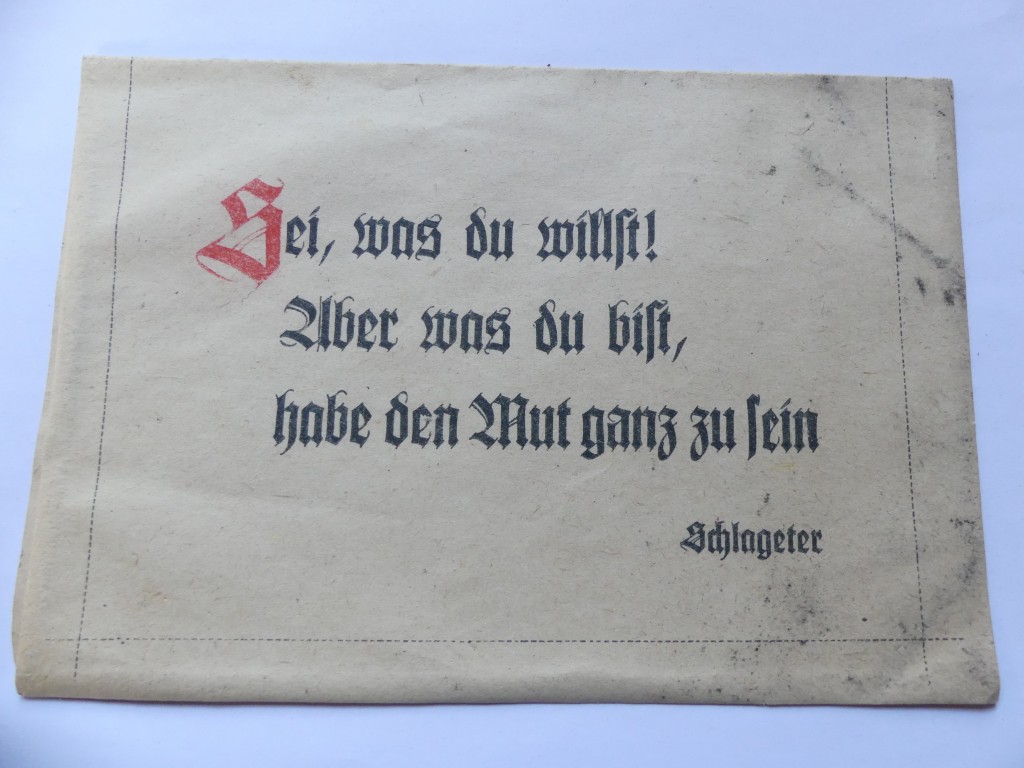 Sei, was du willst!
Aber was du bist,
habe den Mut ganz zu sein
Schlageter